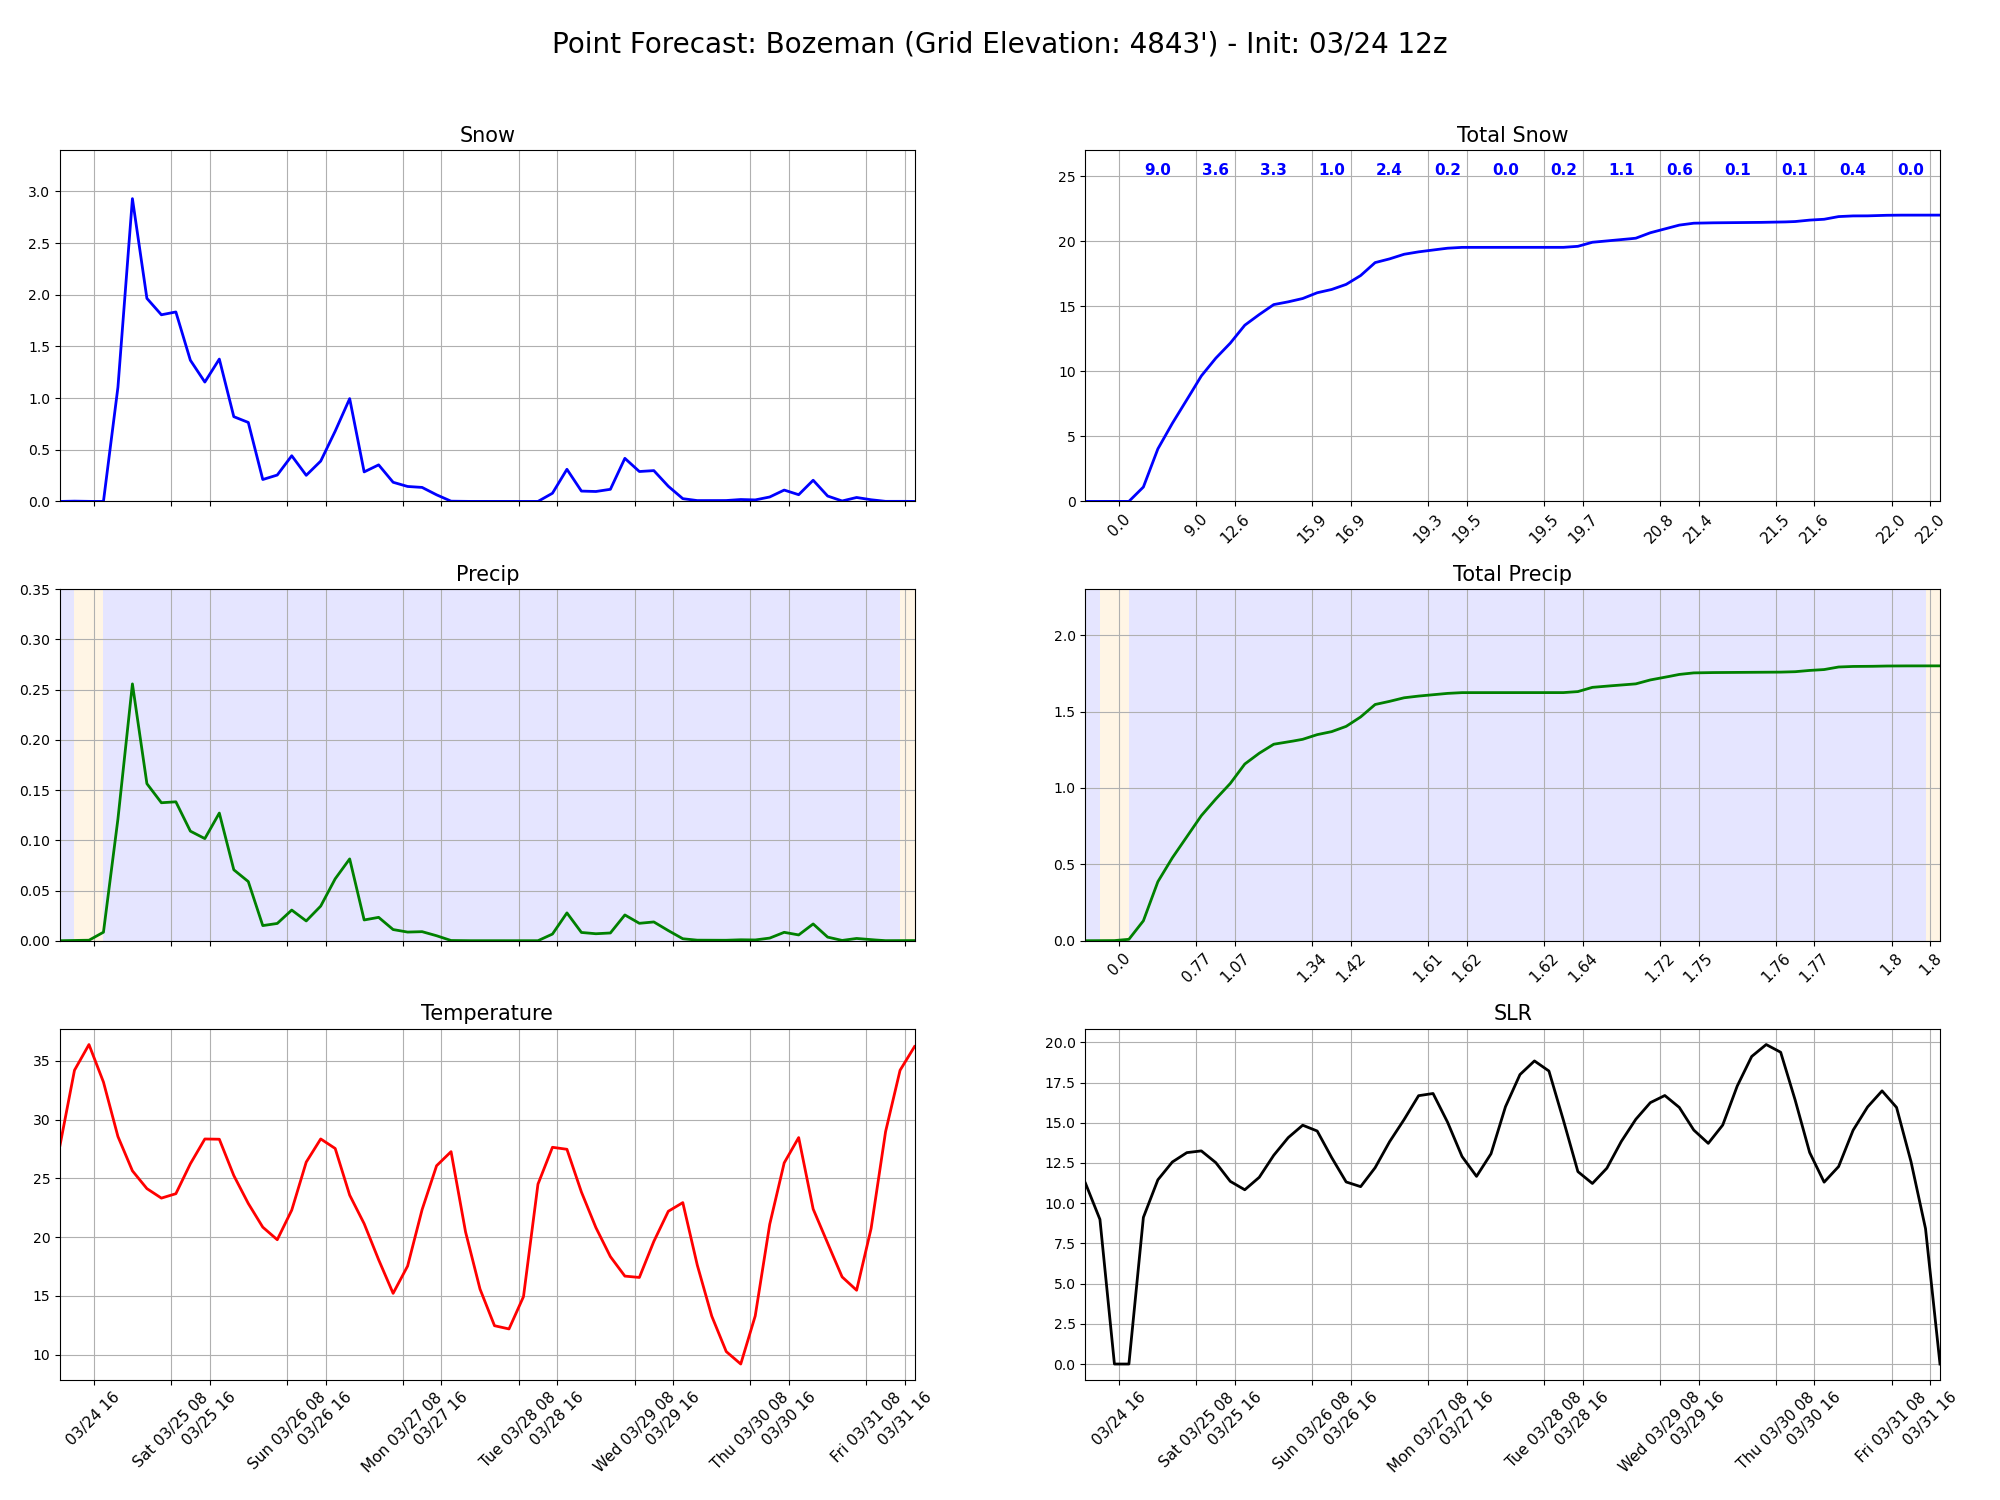 Point Forecast: Bozeman (Grid Elevation: 4843') - Init: 03/24 12z
Snow
3.0
2.5
2.0
1.5
1.0
0.5
0.0
Total Snow
9.0 3.6 3.3 1.0 2.4 0.2 0.0 0.2 1.1 0.6 0.1 0.1 0.4 0.0
25
20
15
10
5
0
0.0 9.0 12.6 15.9 16.9 19.3 19.5 19.5 19.7 20.8 21.4 21.5 21.6 22.0 22.0
Precip
0.35
0.30
0.25
0.20
0.15
0.10
0.05
0.00
Total Precip
2.0
1.5
1.0
0.5
0.0
0.0 0.77 1.07 1.34 1.42 1.61 1.62 1.62 1.64 1.72 1.75 1.76 1.77 1.8 1.8
Temperature
35
30
25
20
15
10
03/24 16
Sat 03/25 08
03/25 16
Sun 03/26 08
03/26 16
Mon 03/27 08
03/27 16
Tue 03/28 08
03/28 16
Wed 03/29 08
03/29 16
Thu 03/30 08
03/30 16
Fri 03/31 08
03/31 16
SLR
20.0
17.5
15.0
12.5
10.0
7.5
5.0
2.5
0.0
03/24 16
Sat 03/25 08
03/25 16
Sun 03/26 08
03/26 16
Mon 03/27 08
03/27 16
Tue 03/28 08
03/28 16
Wed 03/29 08
03/29 16
Thu 03/30 08
03/30 16
Fri 03/31 08
03/31 16